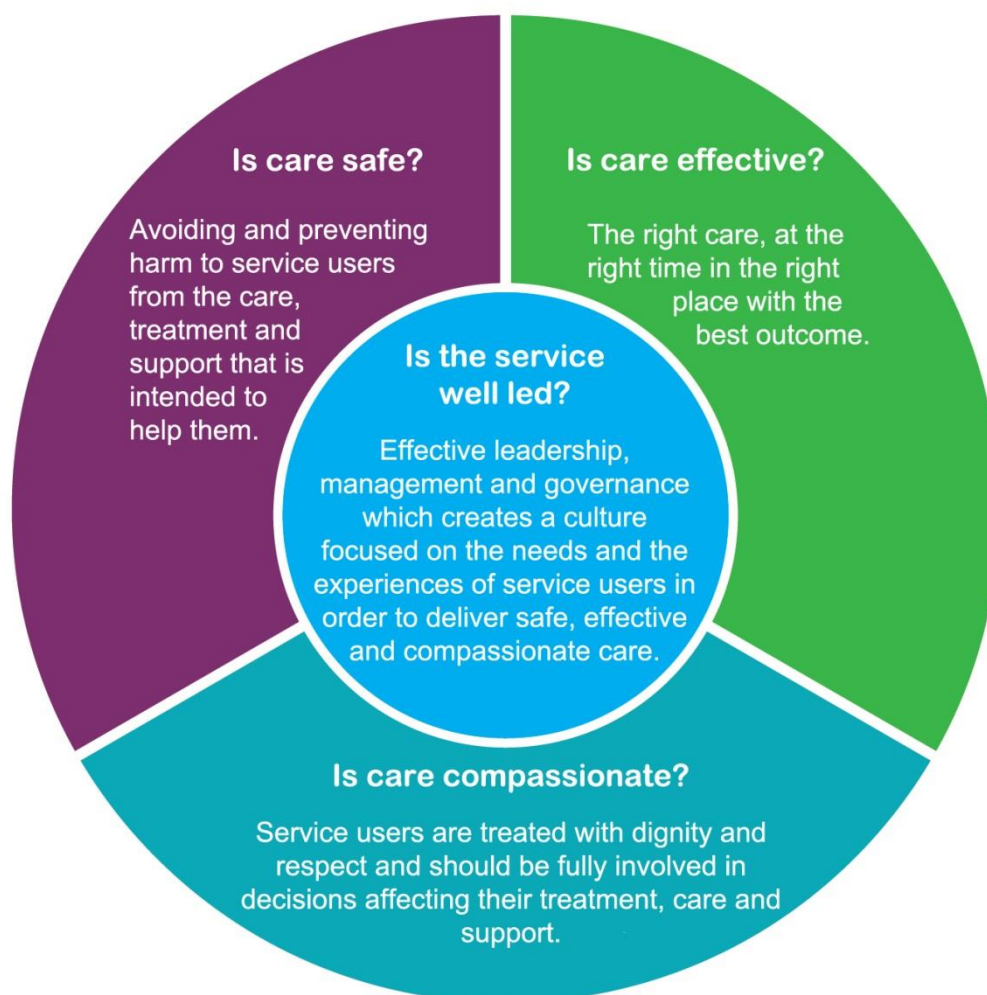 Is care safe?
Avoiding and preventing
harm to service users
from the care,
treatment and
support that is
intended to
help them.
Is care effective?
The right care, at the
right time in the right
place with the
best outcome.
Is the service
well led?
Effective leadership,
management and governance
which creates a culture
focused on the needs and the
experiences of service users in
order to deliver safe, effective
and compassionate care.
Is care compassionate?
Service users are treated with dignity and
respect and should be fully involved in
decisions affecting their treatment, care and
support.